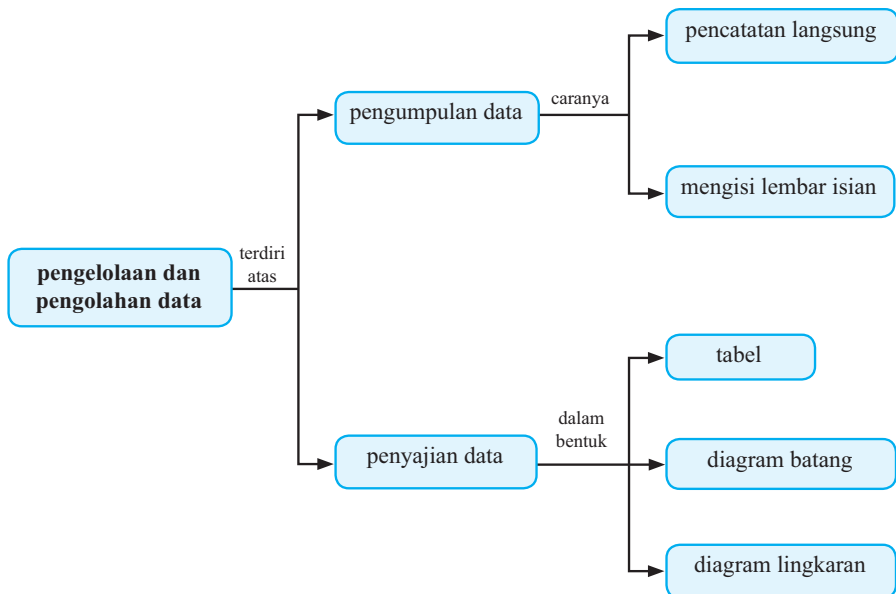 pencatatan langsung
pengumpulan data
caranya
mengisi lembar isian
pengelolaan dan
pengolahan data
terdiri
atas
tabel
penyajian data
dalam
bentuk
diagram batang
diagram lingkaran